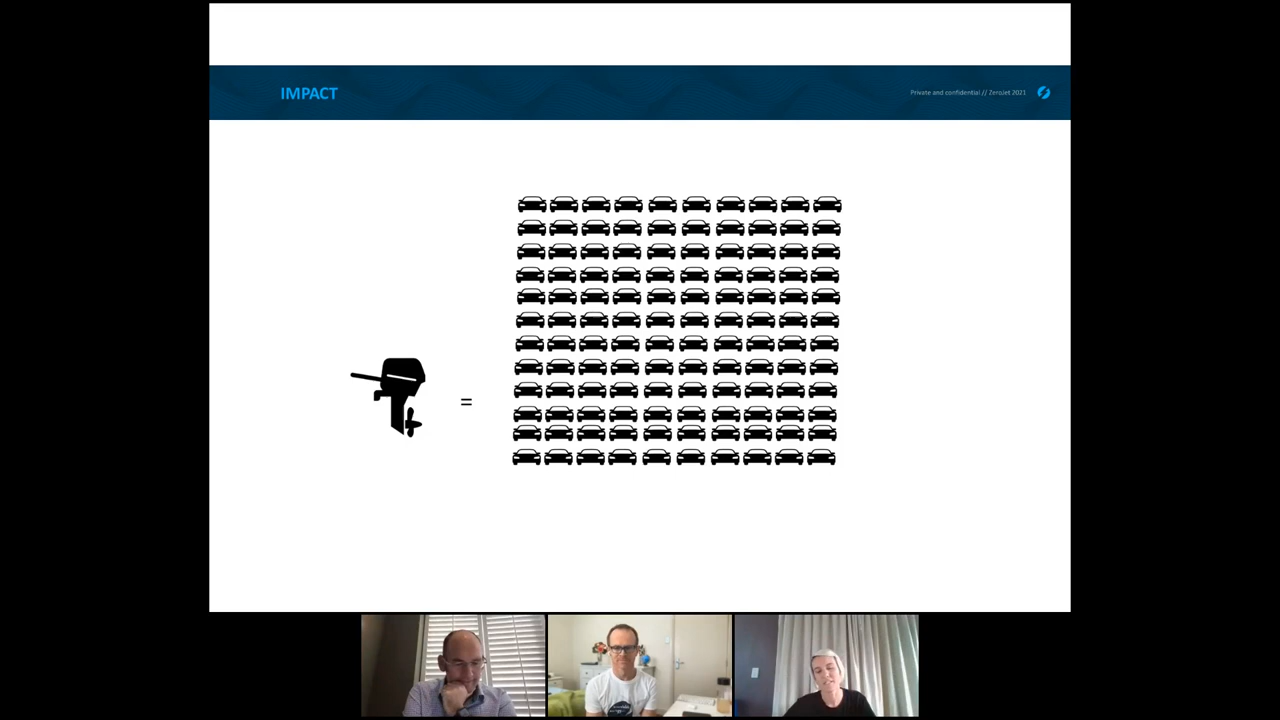 IMPACT
Private and confidential // ZeroJet 2021
=